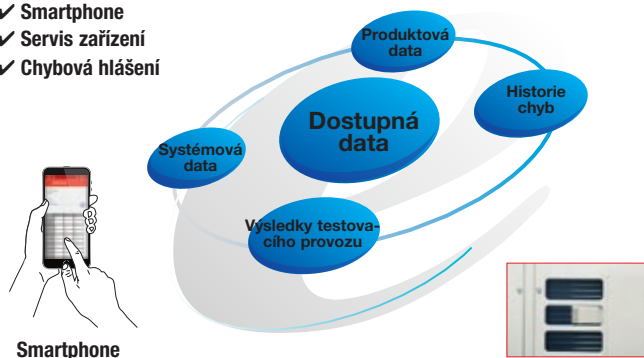 ✓ Smartphone
✓ Servis zařízení
✓ Chybová hlášení
Produktová
data
Historie
chyb
Dostupná
data
Systémová
data
Výsledky testova-
cího provozu
Smartphone